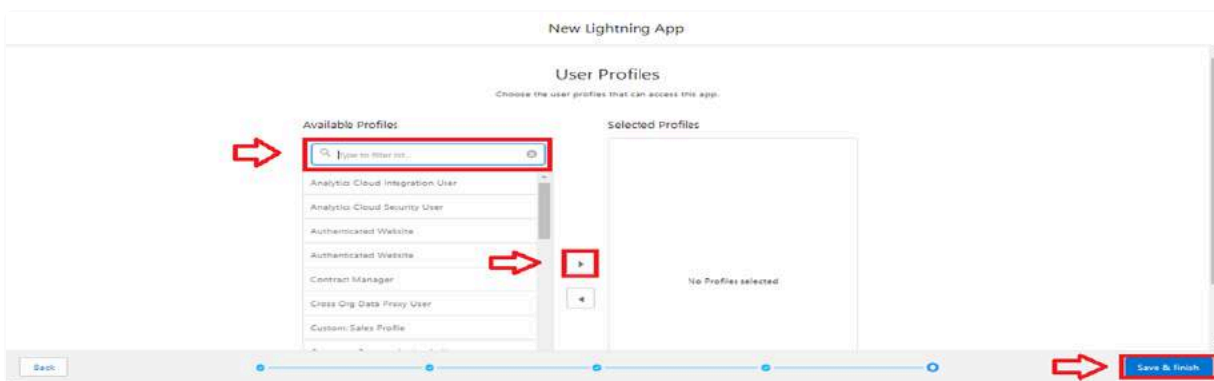 New Lightning App
User Profiles
Choose the user profiles that can access this app.
Available Profiles
Selected Profiles
Type to filter list...
Analytics Cloud Integration User
Analytics Cloud Security User
Authenticated Website
Authenticated Website
Contract Manager
No Profiles selected
Cross Org Data Proxy User
Custom: Sales Profile
Back
Save & Finish